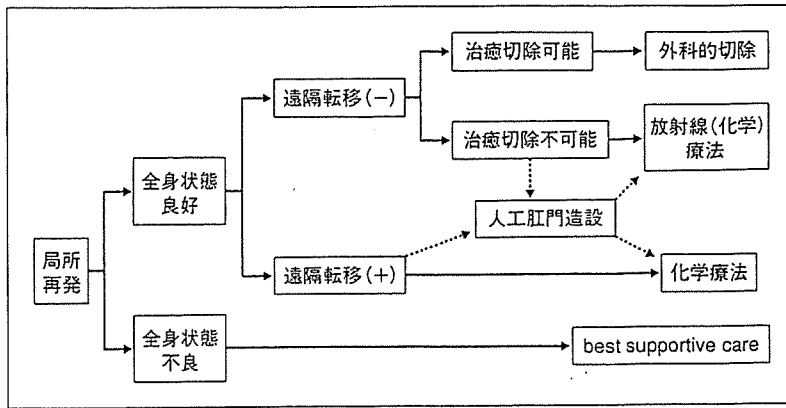 局所
再発
全身状態
良好
遠隔転移(−)
治癒切除可能
外科的切除
治癒切除不可能
放射線(化学)
療法
人工肛門造設
遠隔転移(+)
化学療法
全身状態
不良
best supportive care